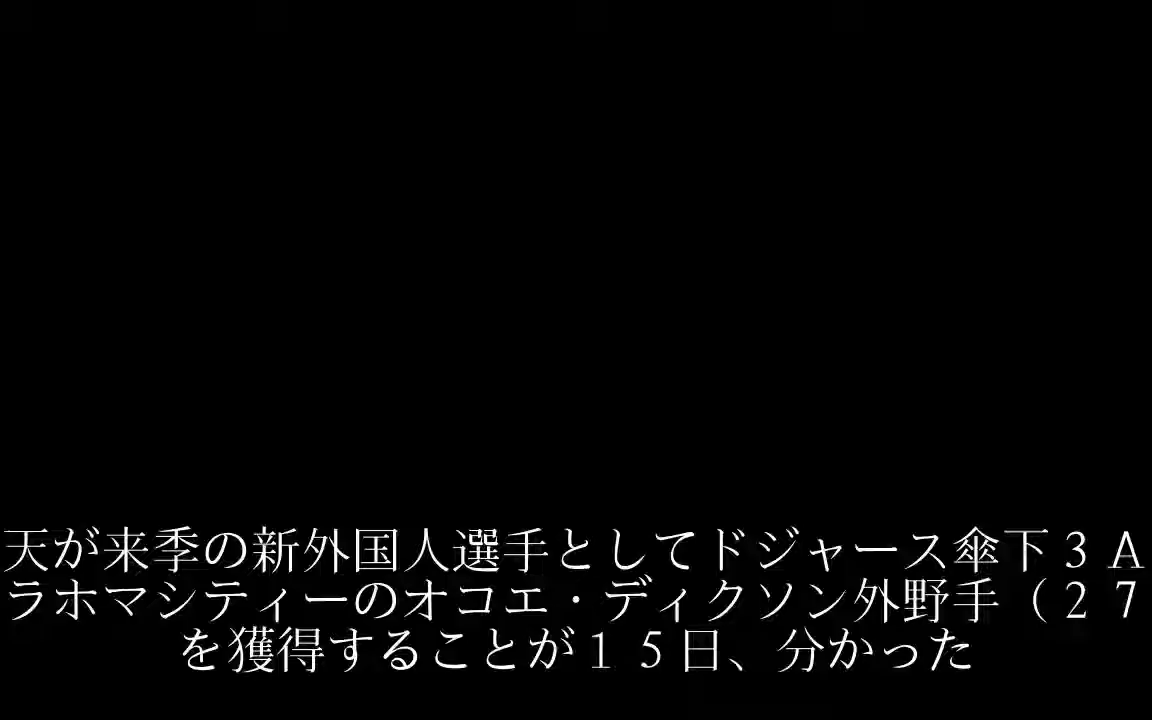 天が来季の新外国人選手としてドジャース傘下３Ａ
ラホマシティーのオコエ・ディクソン外野手（２７
を獲得することが１５日、分かった